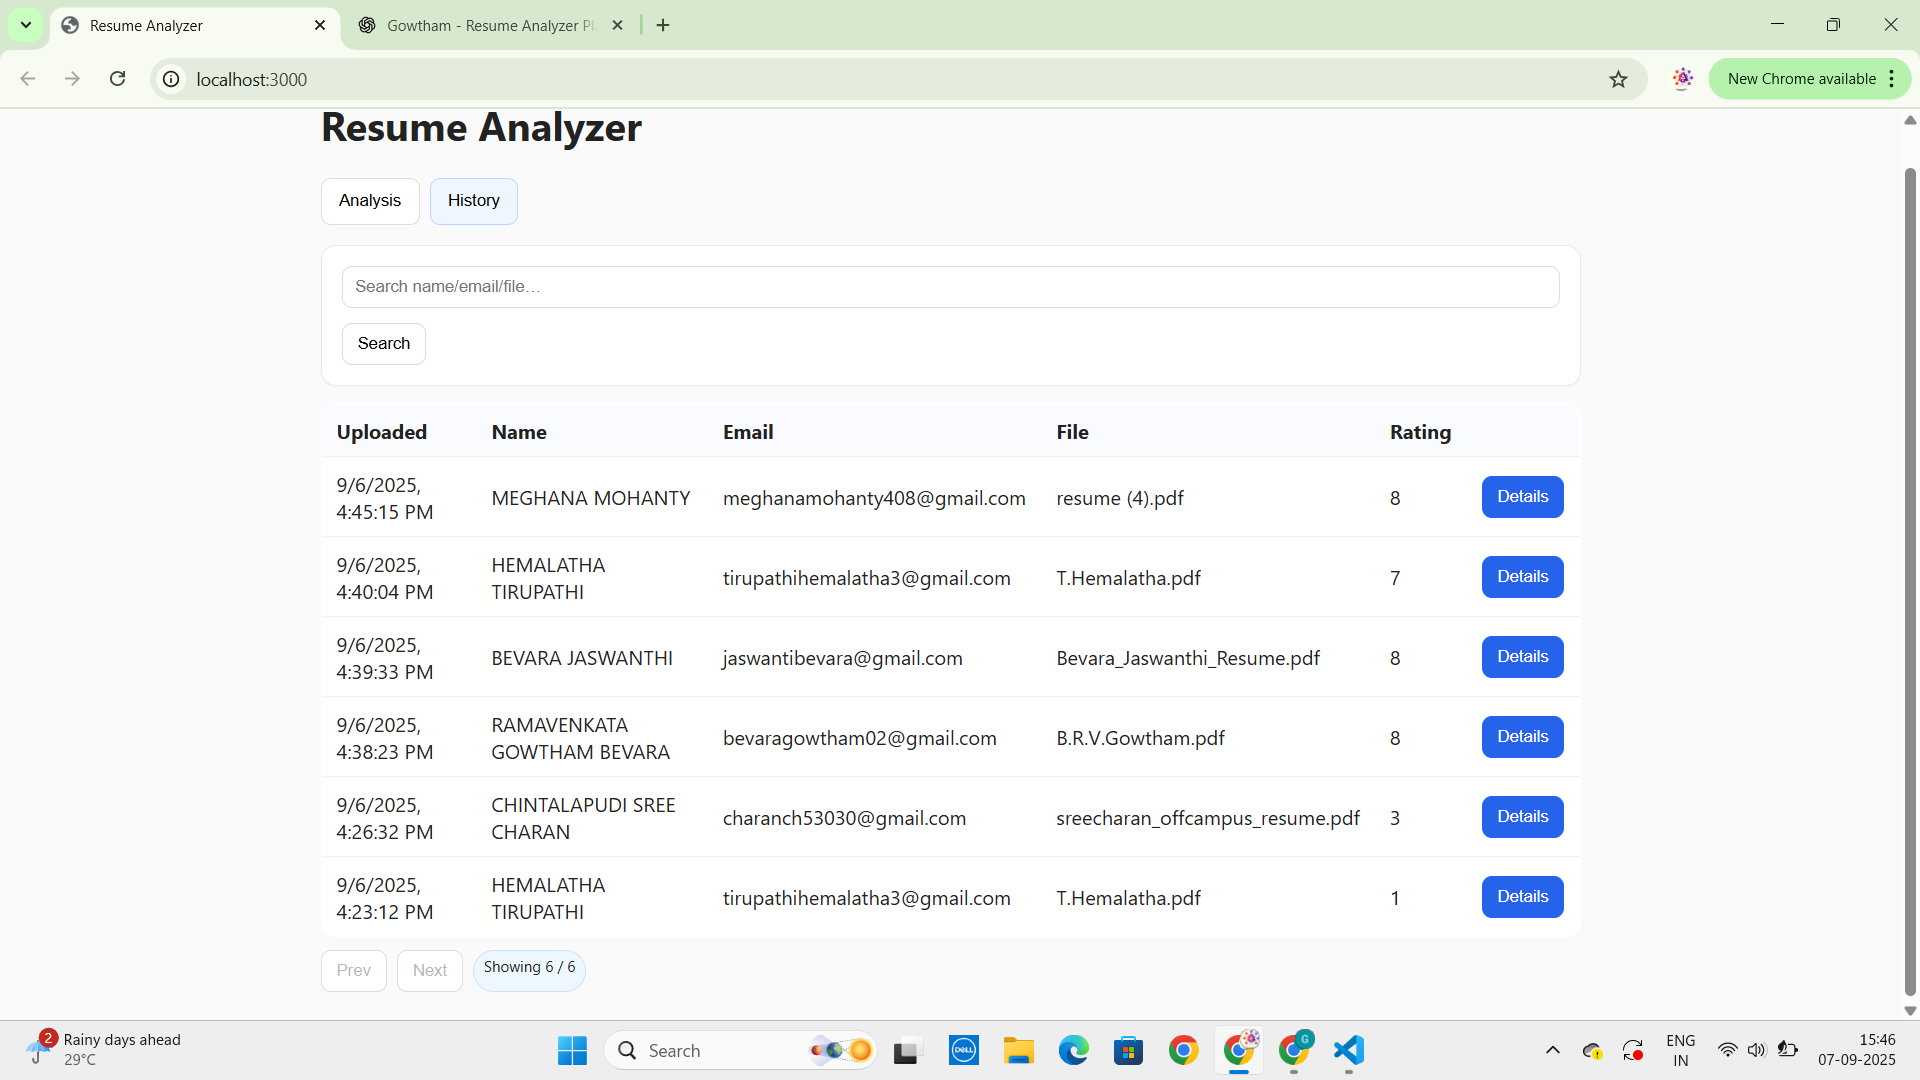 Resume Analyzer
Gowtham - Resume Analyzer Pl
localhost:3000
New Chrome available
Resume Analyzer
Analysis
History
Search name/email/file...
Search
Uploaded Name Email File Rating
9/6/2025,
4:45:15 PM
MEGHANA MOHANTY
meghanamohanty408@gmail.com
resume (4).pdf
8
Details
9/6/2025,
4:40:04 PM
HEMALATHA
TIRUPATHI
tirupathihemalatha3@gmail.com
T.Hemalatha.pdf
7
Details
9/6/2025,
4:39:33 PM
BEVARA JASWANTHI
jaswantibevara@gmail.com
Bevara_Jaswanthi_Resume.pdf
8
Details
9/6/2025,
4:38:23 PM
RAMAVENKATA
GOWTHAM BEVARA
bevaragowtham02@gmail.com
B.R.V.Gowtham.pdf
8
Details
9/6/2025,
4:26:32 PM
CHINTALAPUDI SREE
CHARAN
charanch53030@gmail.com
sreecharan_offcampus_resume.pdf
3
Details
9/6/2025,
4:23:12 PM
HEMALATHA
TIRUPATHI
tirupathihemalatha3@gmail.com
T.Hemalatha.pdf
1
Details
Prev
Next
Showing 6 / 6
2
Rainy days ahead
29°C
Search
DELL
G
ENG
IN
15:46
07-09-2025